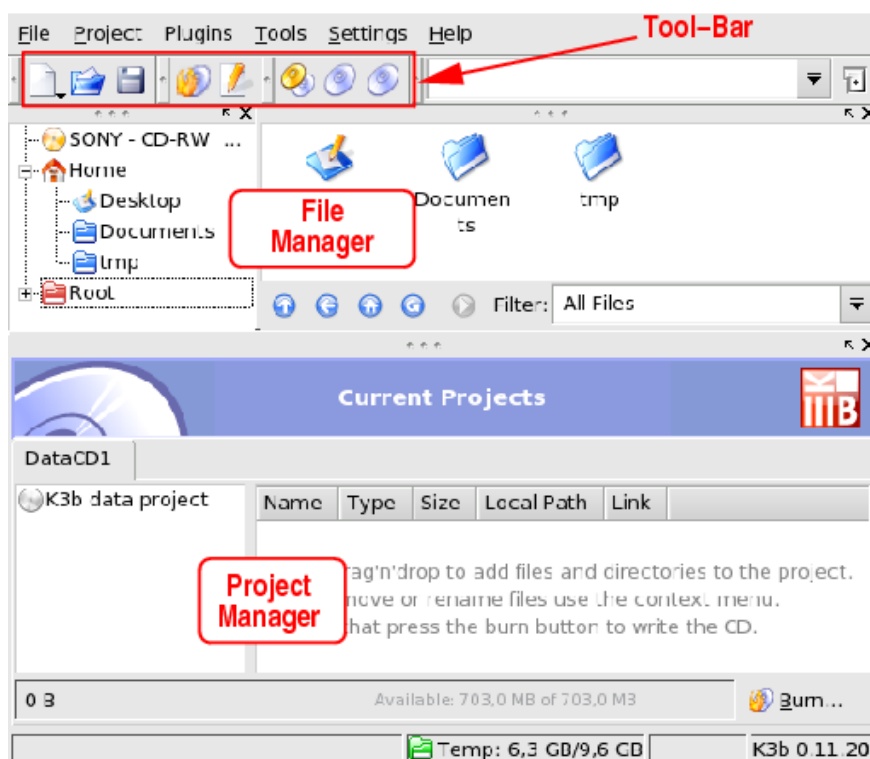 File Project Plugins Tools Settings Help
Tool-Bar
SONY - CD-RW ...
Home
Desktop
Documents
tmp
Root
Documen
ts
tmp
File
Manager
Filter: All Files
Current Projects
K3B
DataCD1
K3b data project
Name Type Size Local Path Link
rag'n'drop to add files and directories to the project.
move or rename files use the context menu.
that press the burn button to write the CD.
Project
Manager
0 B
Available: 703,0 MB of 703,0 MB
Burn...
Temp: 6,3 GB/9,6 GB
K3b 0.11.20